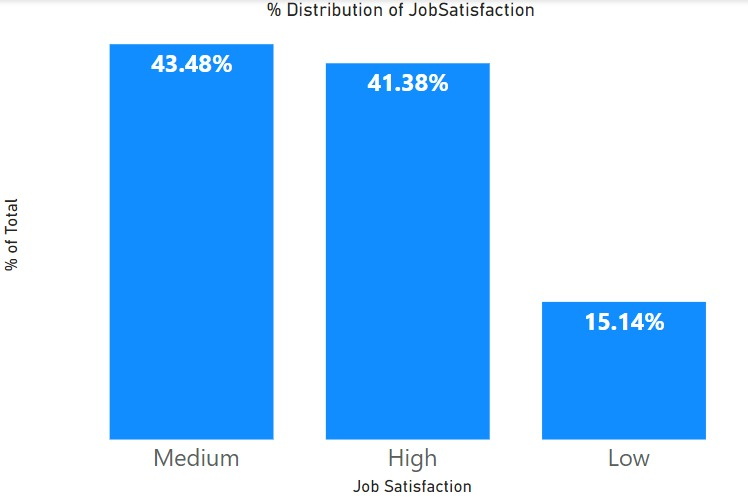 % Distribution of JobSatisfaction
43.48%
41.38%
15.14%
% of Total
Medium
High
Low
Job Satisfaction